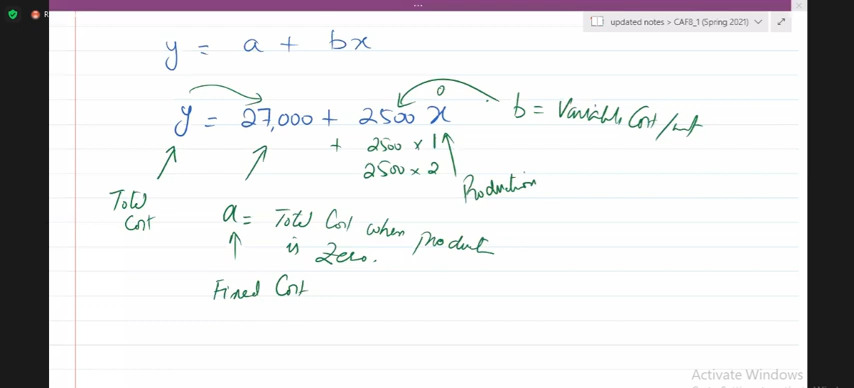 updated notes > CAF8_1 (Spring 2021)
y = a + bx
0
y = 27,000 + 2500 x
b = Variable Cost/unit
+ 2500 × 1
2500 × 2
Production
Total
Cost
a = Total Cost when Product
is Zero.
Fixed Cost
Activate Windows